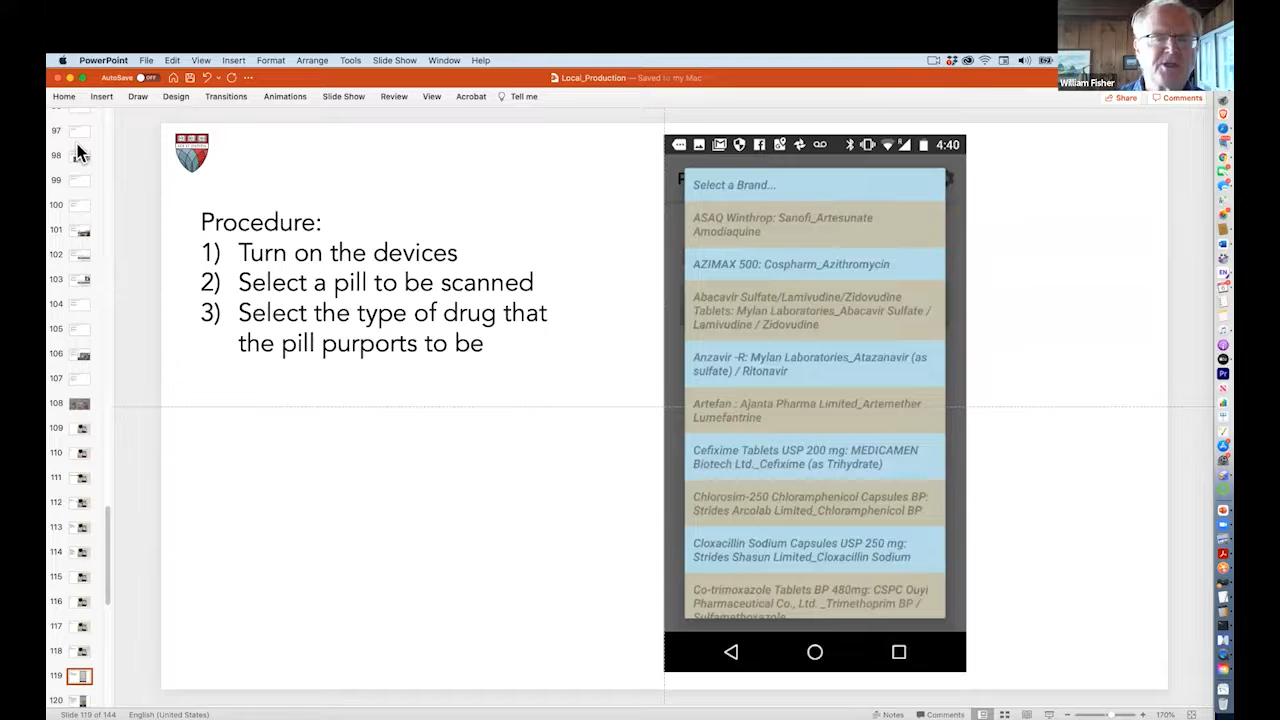 William Fisher
PowerPoint File Edit View Insert Format Arrange Tools Slide Show Window Help
AutoSave OFF
Local_Production — Saved to my Mac
Home Insert Draw Design Transitions Animations Slide Show Review View Acrobat Tell me
Share Comments
97
98
99
100
101
102
103
104
105
106
107
108
109
110
111
112
113
114
115
116
117
118
119
120
Procedure:
1) Turn on the devices
2) Select a pill to be scanned
3) Select the type of drug that
the pill purports to be
4:40
Select a Brand...
ASAQ Winthrop: Sanofi_Artesunate
Amodiaquine
AZIMAX 500: Cospharm_Azithromycin
Abacavir Sulfate/Lamivudine/Zidovudine
Tablets: Mylan Laboratories_Abacavir Sulfate /
Lamivudine / Zidovudine
Anzavir -R: Mylan Laboratories_Atazanavir (as
sulfate) / Ritonavir
Artefan : Ajanta Pharma Limited_Artemether
Lumefantrine
Cefixime Tablets USP 200 mg: MEDICAMEN
Biotech Ltd._Cefixime (as Trihydrate)
Chlorosim-250 Chloramphenicol Capsules BP:
Strides Arcolab Limited_Chloramphenicol BP
Cloxacillin Sodium Capsules USP 250 mg:
Strides Shasun Limited_Cloxacillin Sodium
Co-trimoxazole Tablets BP 480mg: CSPC Ouyi
Pharmaceutical Co., Ltd. _Trimethoprim BP /
Sulfamethoxazole
EN
Pr
Slide 119 of 144 English (United States)
Notes Comments 170%